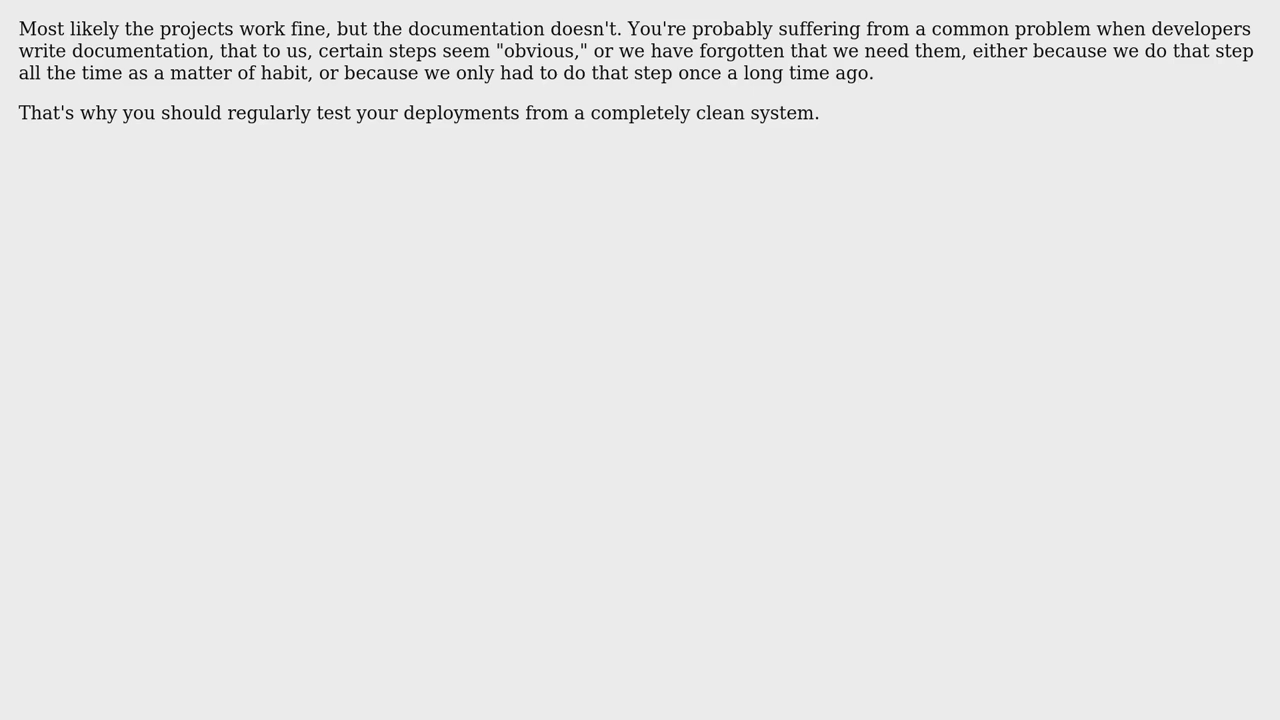 Most likely the projects work fine, but the documentation doesn't. You're probably suffering from a common problem when developers
write documentation, that to us, certain steps seem "obvious," or we have forgotten that we need them, either because we do that step
all the time as a matter of habit, or because we only had to do that step once a long time ago.
That's why you should regularly test your deployments from a completely clean system.